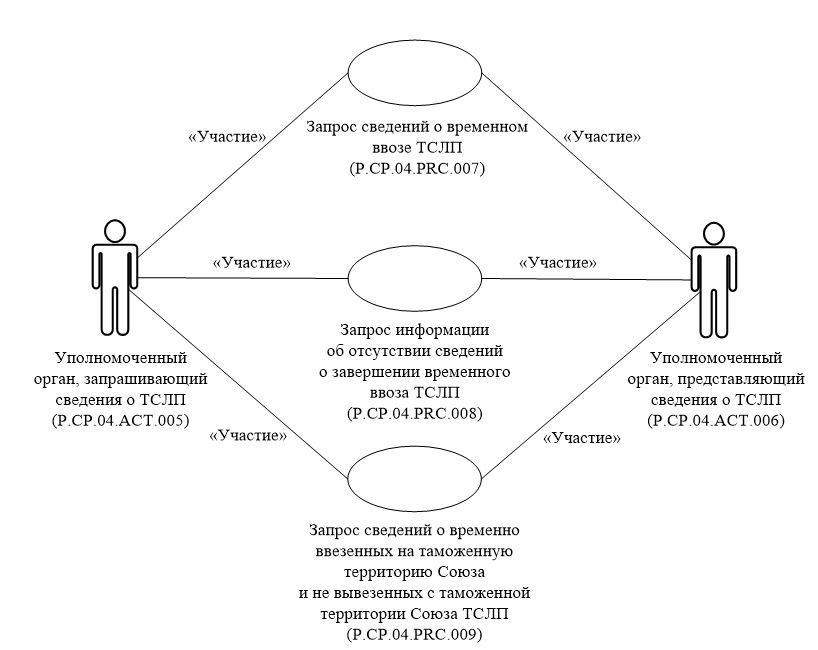 «Участие»
«Участие»
Запрос сведений о временном
ввозе ТСЛП
(P.CP.04.PRC.007)
«Участие»
«Участие»
Запрос информации
об отсутствии сведений
о завершении временного
ввоза ТСЛП
(P.CP.04.PRC.008)
Уполномоченный
орган, запрашивающий
сведения о ТСЛП
(P.CP.04.ACT.005)
Уполномоченный
орган, представляющий
сведения о ТСЛП
(P.CP.04.ACT.006)
«Участие»
«Участие»
Запрос сведений о временно
ввезенных на таможенную
территорию Союза
и не вывезенных с таможенной
территории Союза ТСЛП
(P.CP.04.PRC.009)